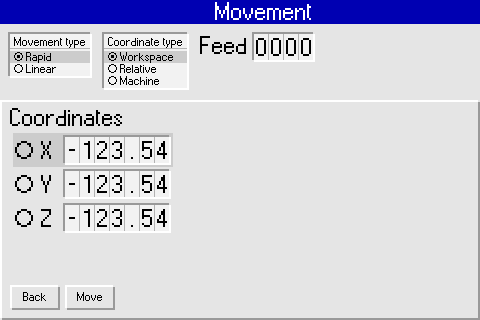 Movement
Movement type
Rapid
Linear
Coordinate type
Workspace
Relative
Machine
Feed 0000
Coordinates
X -123.54
Y -123.54
Z -123.54
Back Move